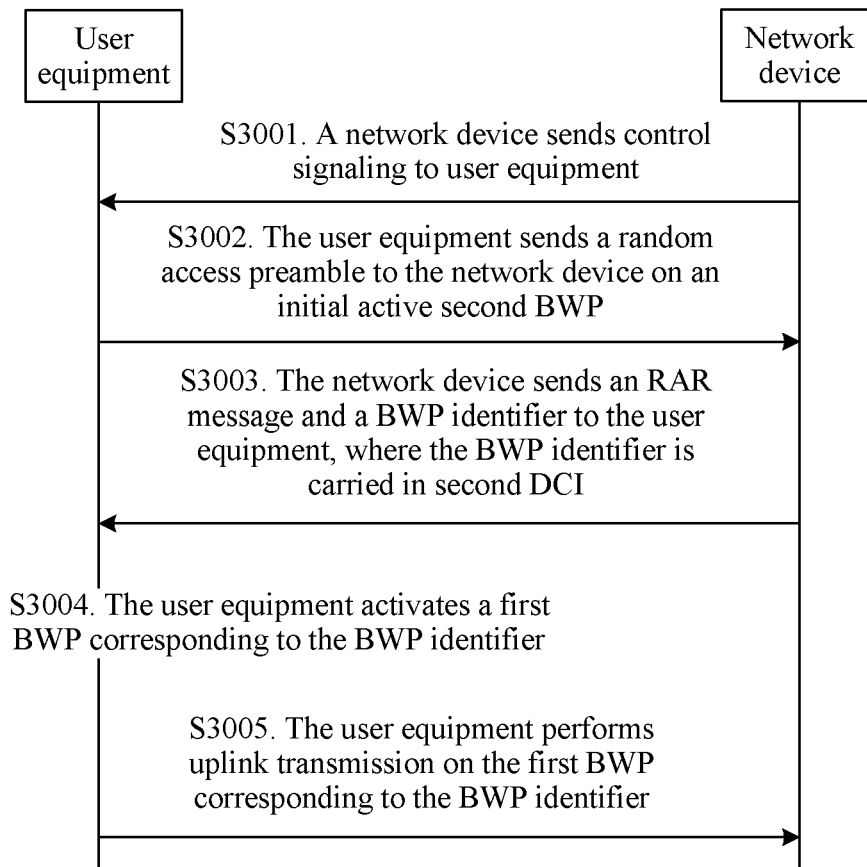 User
equipment
Network
device
S3001. A network device sends control
signaling to user equipment
S3002. The user equipment sends a random
access preamble to the network device on an
initial active second BWP
S3003. The network device sends an RAR
message and a BWP identifier to the user
equipment, where the BWP identifier is
carried in second DCI
S3004. The user equipment activates a first
BWP corresponding to the BWP identifier
S3005. The user equipment performs
uplink transmission on the first BWP
corresponding to the BWP identifier